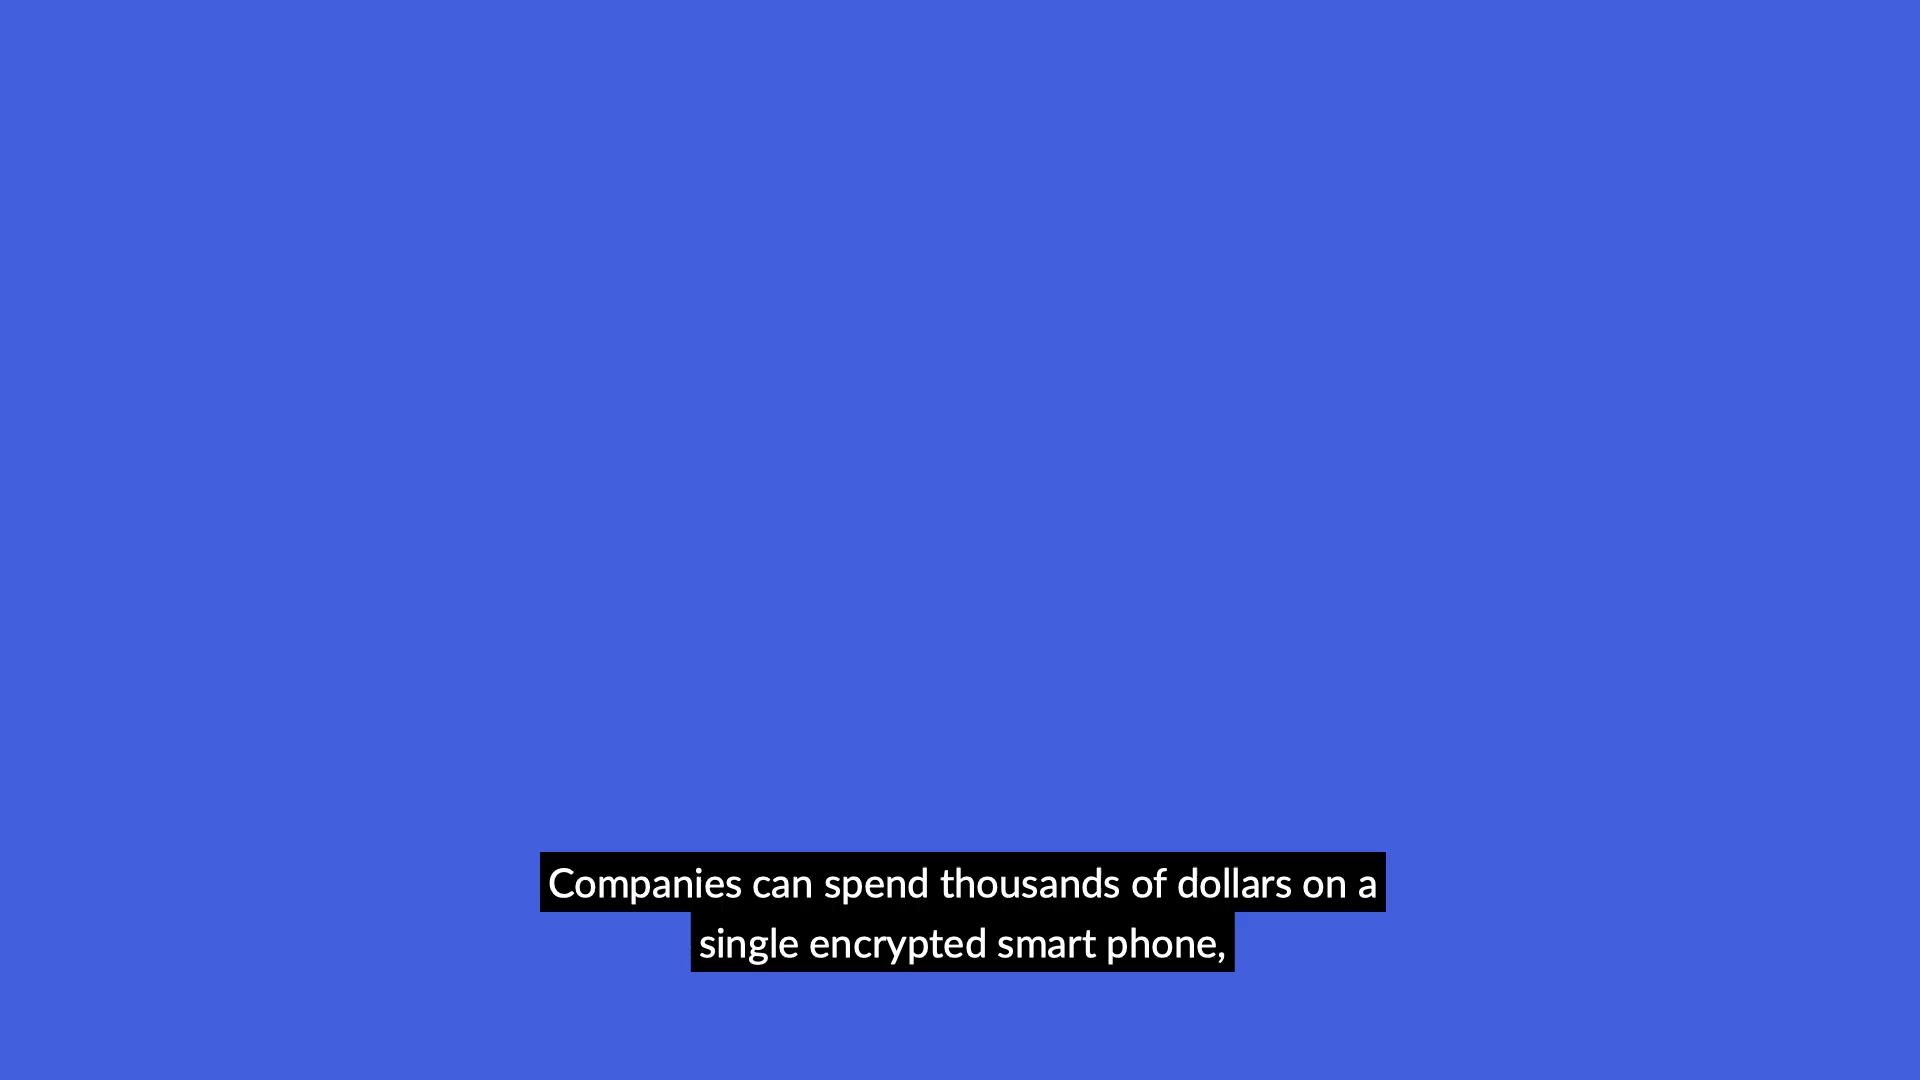 Companies can spend thousands of dollars on a
single encrypted smart phone,